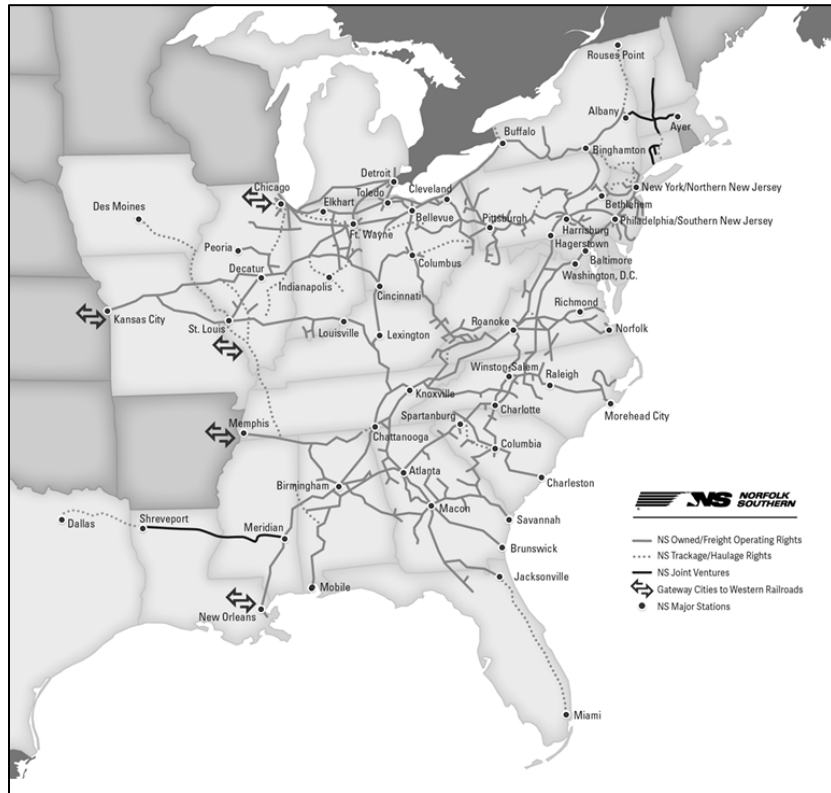 Rouses Point
Albany
Ayer
Buffalo
Binghamton
Detroit
Chicago
Toledo
Cleveland
New York/Northern New Jersey
Des Moines
Elkhart
Bethlehem
Bellevue
Pittsburgh
Philadelphia/Southern New Jersey
Ft. Wayne
Harrisburg
Peoria
Hagerstown
Columbus
Baltimore
Decatur
Washington, D.C.
Indianapolis
Cincinnati
Richmond
Kansas City
St. Louis
Louisville
Lexington
Roanoke
Norfolk
Winston-Salem
Raleigh
Knoxville
Spartanburg
Charlotte
Morehead City
Memphis
Chattanooga
Columbia
Atlanta
Birmingham
Charleston
Macon
Dallas
Shreveport
Meridian
Savannah
Brunswick
Jacksonville
Mobile
New Orleans
Miami
NS NORFOLK
SOUTHERN
NS Owned/Freight Operating Rights
NS Trackage/Haulage Rights
NS Joint Ventures
Gateway Cities to Western Railroads
NS Major Stations